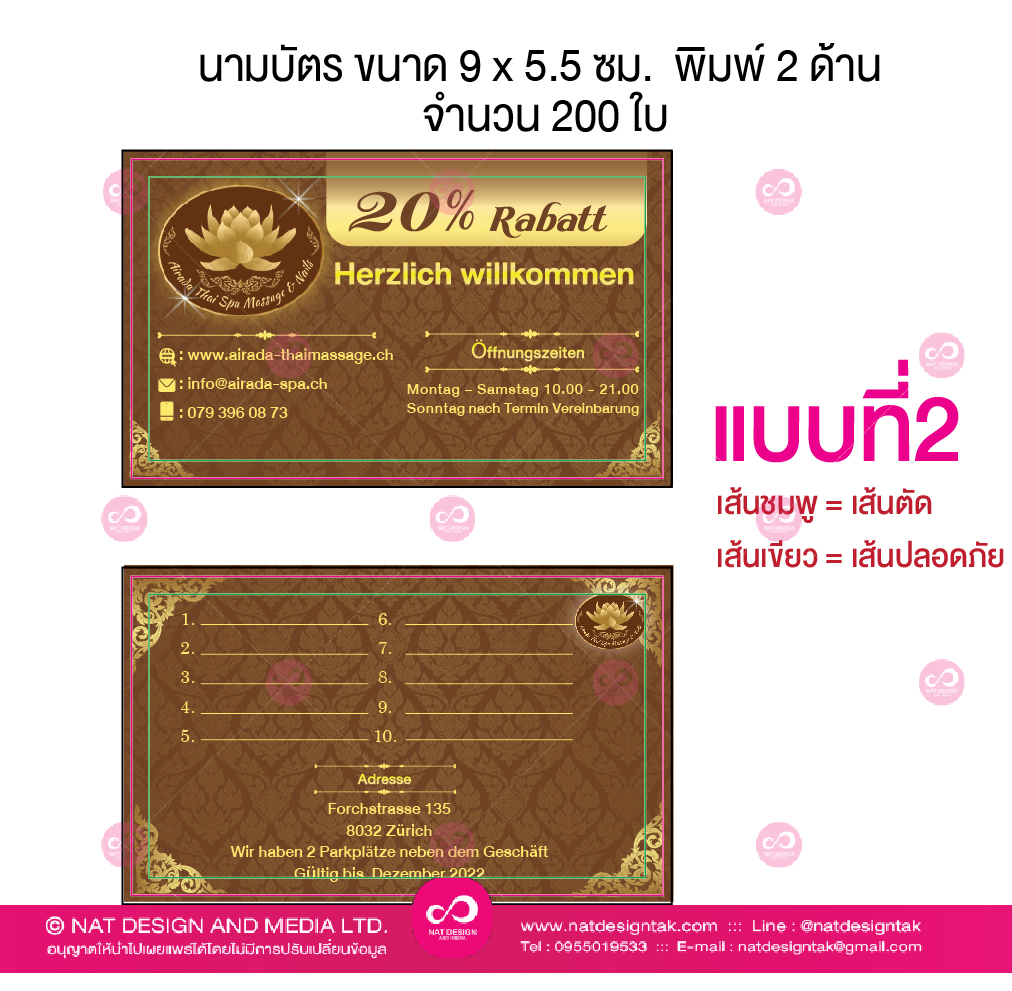 นามบัตร ขนาด 9 x 5.5 ซม.  พิมพ์ 2 ด้าน
จำนวน 200 ใบ
20% Rabatt
Herzlich willkommen
Airada Thai Spa Massage & Nails
: www.airada-thaimassage.ch
: info@airada-spa.ch
: 079 396 08 73
Öffnungszeiten
Montag – Samstag 10.00 - 21.00
Sonntag nach Termin Vereinbarung
แบบที่2
เส้นชมพู = เส้นตัด
เส้นเขียว = เส้นปลอดภัย
1. 6.
2. 7.
3. 8.
4. 9.
5. 10.
Airada Thai Spa Massage & Nails
Adresse
Forchstrasse 135
8032 Zürich
Wir haben 2 Parkplätze neben dem Geschäft
Gültig bis Dezember 2022
© NAT DESIGN AND MEDIA LTD.
อนุญาตให้นำไปเผยแพร่ได้โดยไม่มีการปรับเปลี่ยนข้อมูล
NAT DESIGN
AND MEDIA
www.natdesigntak.com ::: Line : @natdesigntak
Tel : 0955019533 ::: E-mail : natdesigntak@gmail.com